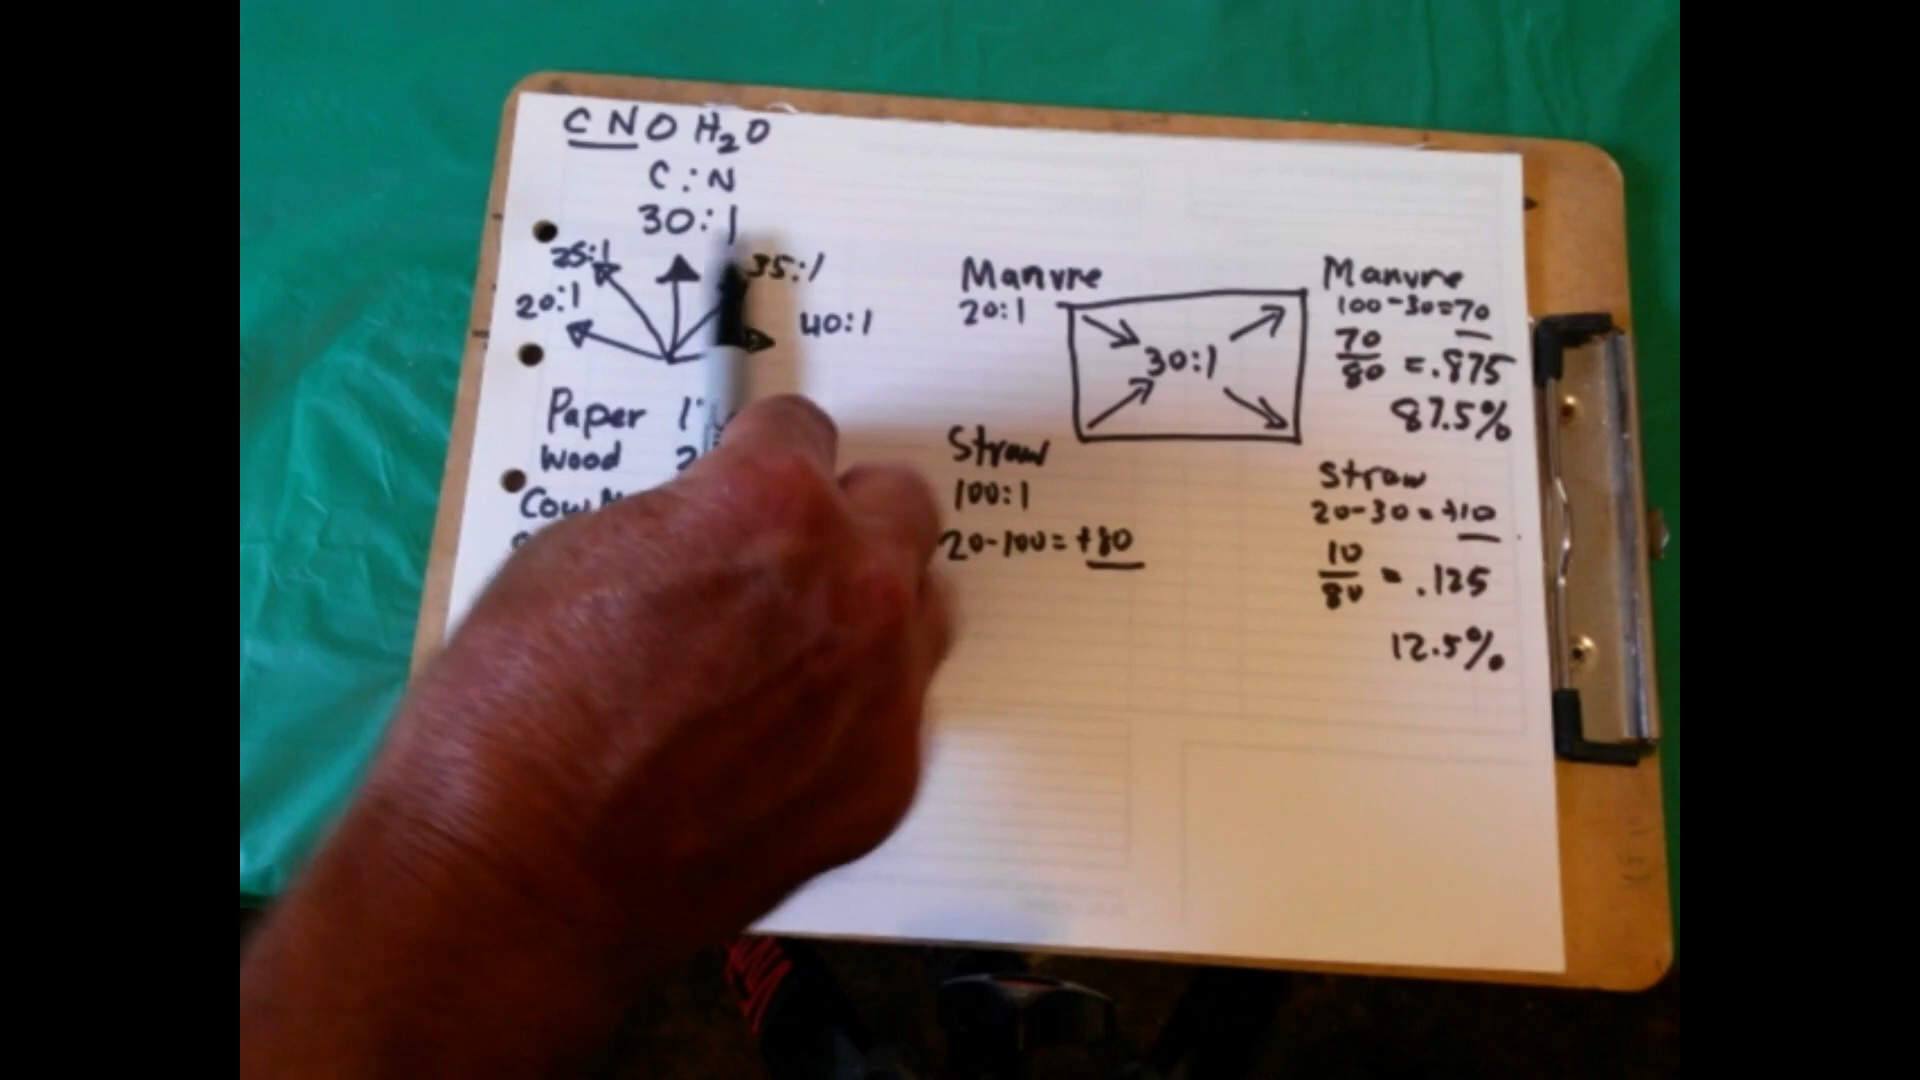 C N O H2O
C:N
30:1
25:1
35:1
20:1
40:1
Paper
Wood
Cow
Manure
20:1
30:1
Straw
100:1
20-100=+80
Manure
100-30=70
70
80 =.875
87.5%
Straw
20-30=+10
10
80 = .125
12.5%